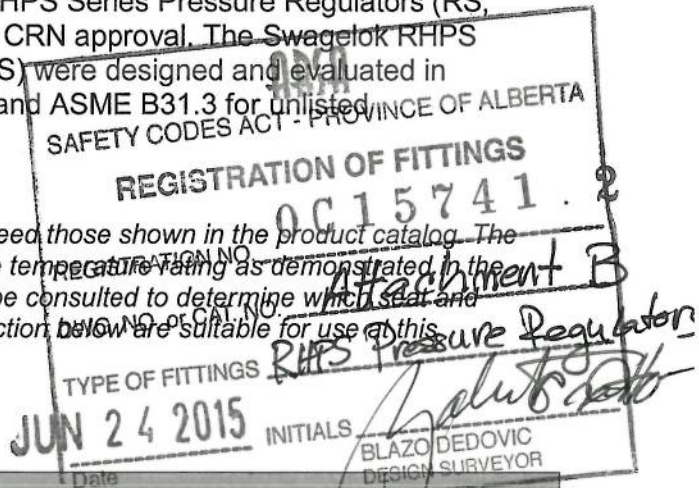 HPS Series Pressure Regulators (RS,
CRN approval. The Swagelok RHPS
S) were designed and evaluated in
and ASME B31.3 for unlisted
SAFETY CODES ACT - PROVINCE OF ALBERTA
REGISTRATION OF FITTINGS
0C15741.2
eed those shown in the product catalog. The
REGISTRATION NO.
e temperature rating as demonstrated in the
Attachment B
be consulted to determine which seat and
DWG. NO. or CAT. NO.
ction below are suitable for use at this
TYPE OF FITTINGS RHPS Pressure Regulators
JUN 24 2015 INITIALS
BLAZO DEDOVIC
DESIGN SURVEYOR
Date